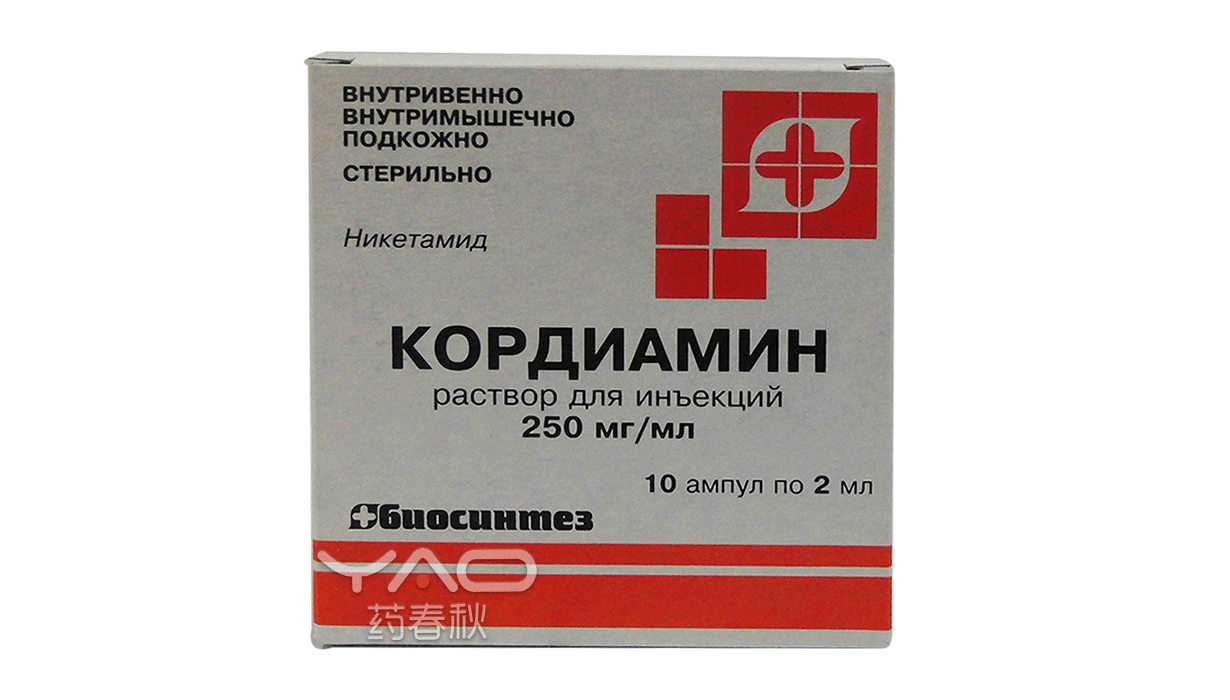 ВНУТРИВЕННО
ВНУТРИМЫШЕЧНО
ПОДКОЖНО
СТЕРИЛЬНО
Никетамид
КОРДИАМИН
раствор для инъекций
250 мг/мл
10 ампул по 2 мл
биосинтез
YAO
药春秋